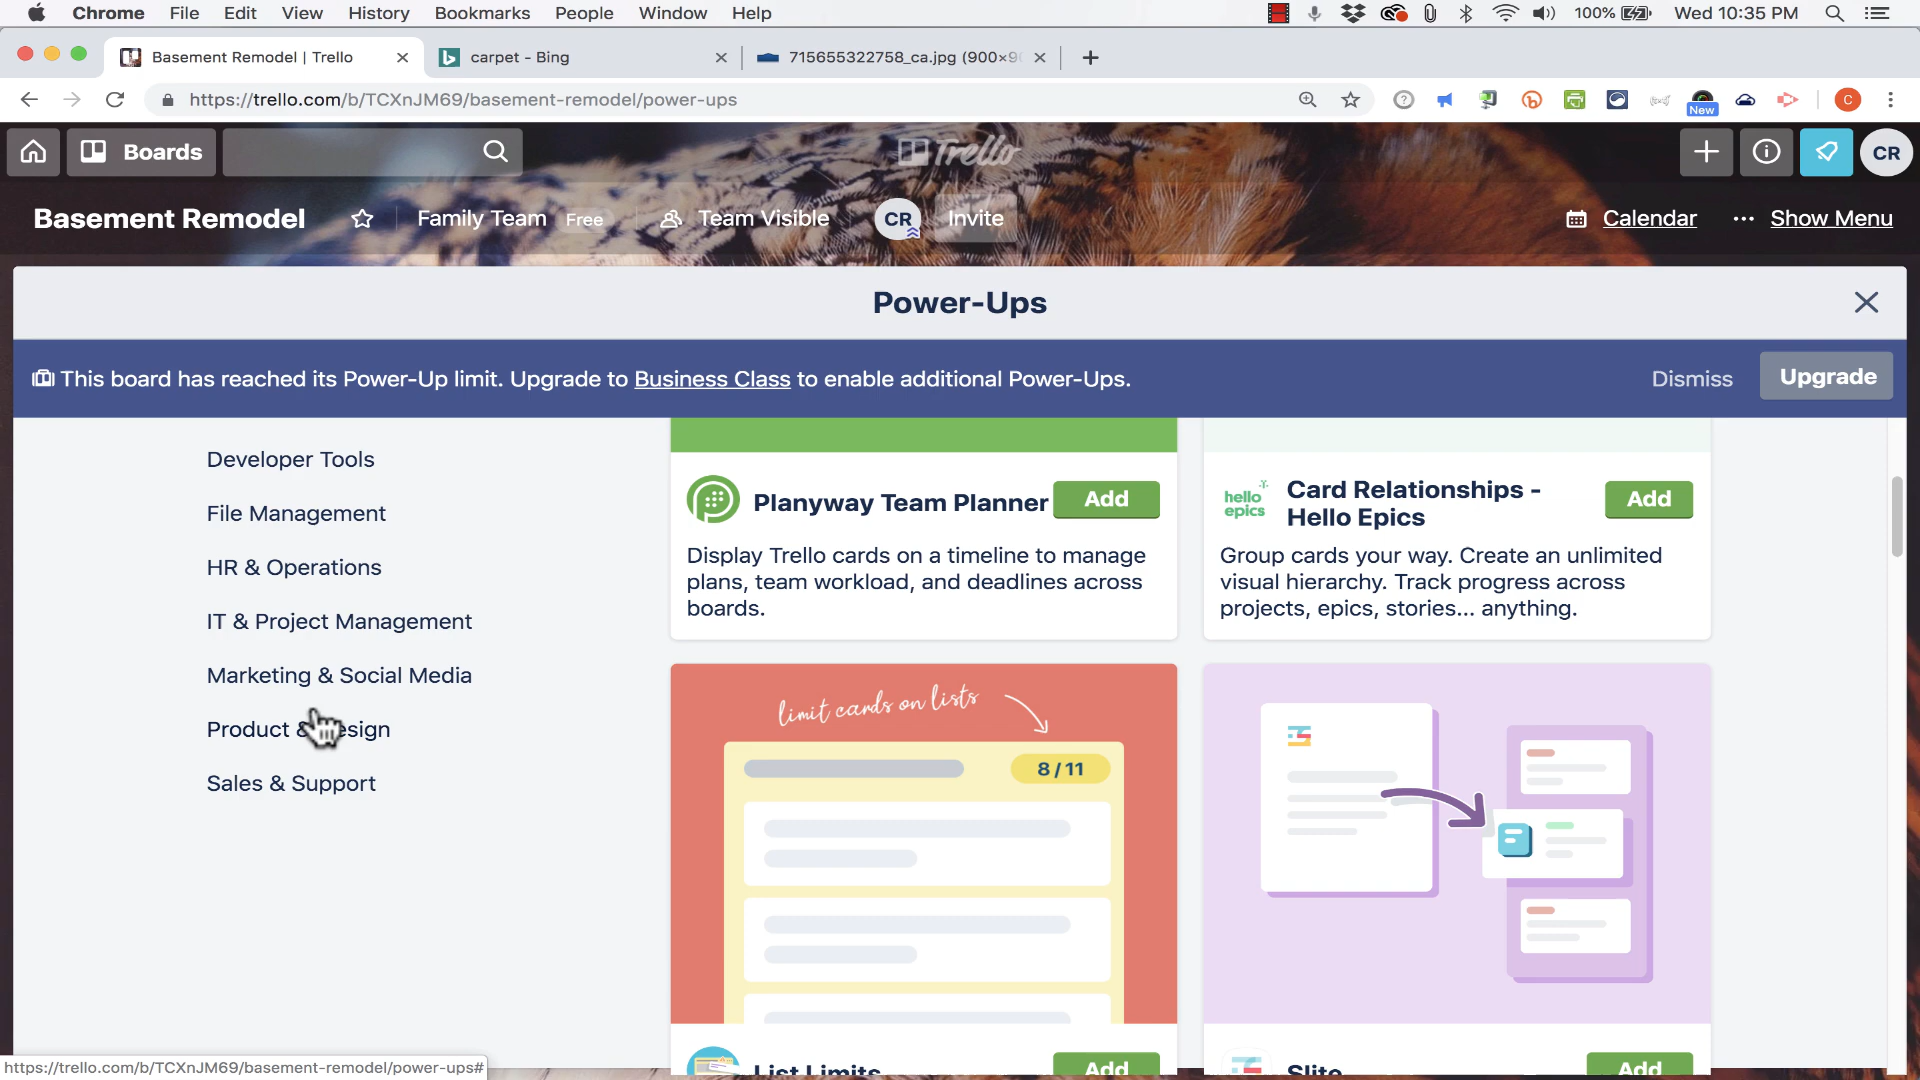 Chrome File Edit View History Bookmarks People Window Help 100% Wed 10:35 PM
Basement Remodel | Trello carpet - Bing 715655322758_ca.jpg (900×9
https://trello.com/b/TCXnJM69/basement-remodel/power-ups New C
Boards Trello CR
Basement Remodel Family Team Free Team Visible CR Invite Calendar Show Menu
Power-Ups
This board has reached its Power-Up limit. Upgrade to Business Class to enable additional Power-Ups. Dismiss Upgrade
Developer Tools
File Management
HR & Operations
IT & Project Management
Marketing & Social Media
Product & Design
Sales & Support
Planyway Team Planner Add
Display Trello cards on a timeline to manage
plans, team workload, and deadlines across
boards.
hello
epics
Card Relationships -
Hello Epics
Add
Group cards your way. Create an unlimited
visual hierarchy. Track progress across
projects, epics, stories... anything.
limit cards on lists
8/11
List Limits Add
Slite Add
https://trello.com/b/TCXnJM69/basement-remodel/power-ups#